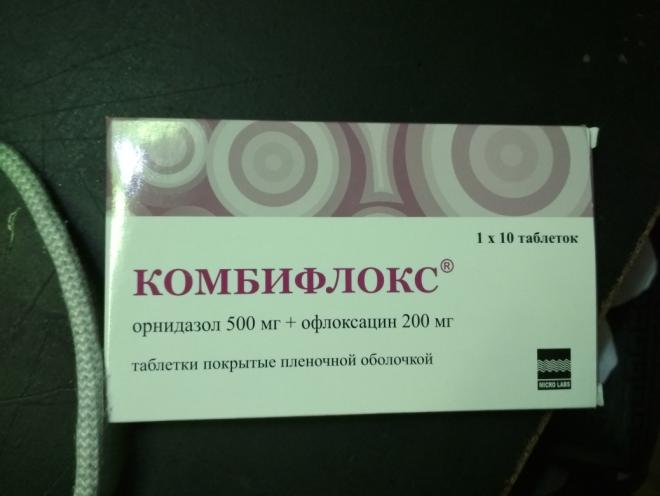 1 x 10 таблеток
КОМБИФЛОКС®
орнидазол 500 мг + офлоксацин 200 мг
таблетки покрытые пленочной оболочкой
MICRO LABS